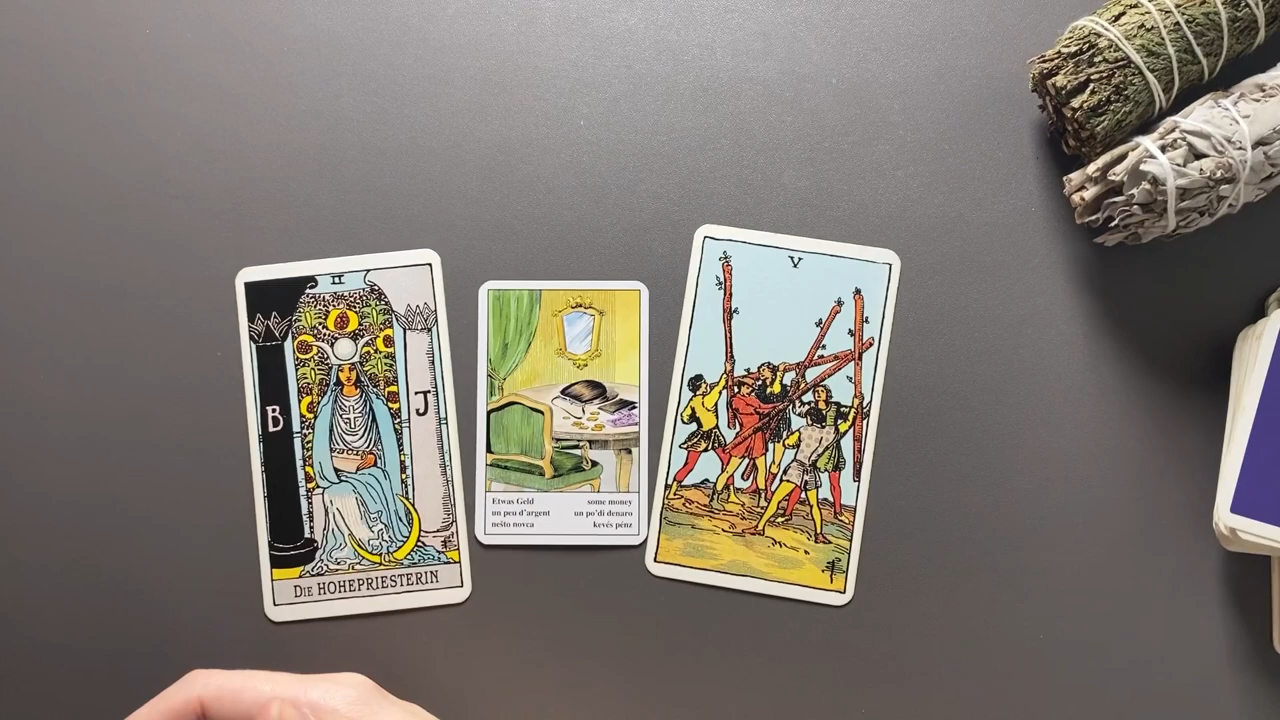 II
B
J
DIE HOHEPRIESTERIN
Etwas Geld
un peu d'argent
nešto novca
some money
un po'di denaro
kevés pénz
V